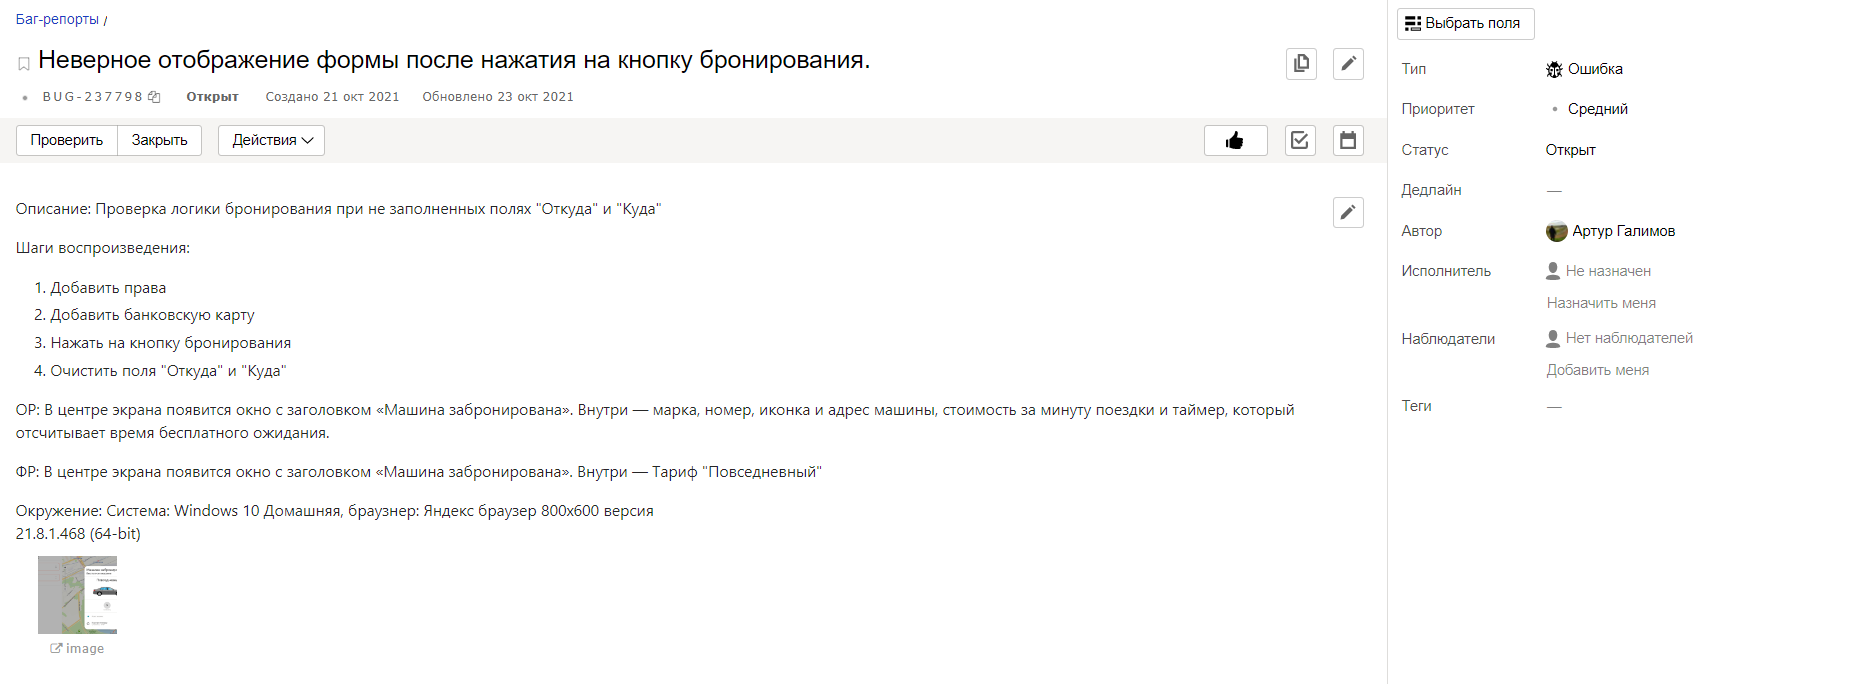 Баг-репорты /
Неверное отображение формы после нажатия на кнопку бронирования.
BUG-237798 Открыт Создано 21 окт 2021 Обновлено 23 окт 2021
Проверить Закрыть Действия
Описание: Проверка логики бронирования при не заполненных полях "Откуда" и "Куда"
Шаги воспроизведения:
1. Добавить права
2. Добавить банковскую карту
3. Нажать на кнопку бронирования
4. Очистить поля "Откуда" и "Куда"
ОР: В центре экрана появится окно с заголовком «Машина забронирована». Внутри — марка, номер, иконка и адрес машины, стоимость за минуту поездки и таймер, который
отсчитывает время бесплатного ожидания.
ФР: В центре экрана появится окно с заголовком «Машина забронирована». Внутри — Тариф "Повседневный"
Окружение: Система: Windows 10 Домашняя, браузнер: Яндекс браузер 800х600 версия
21.8.1.468 (64-bit)
image
Выбрать поля
Тип Ошибка
Приоритет Средний
Статус Открыт
Дедлайн —
Автор Артур Галимов
Исполнитель Не назначен
Назначить меня
Наблюдатели Нет наблюдателей
Добавить меня
Теги —